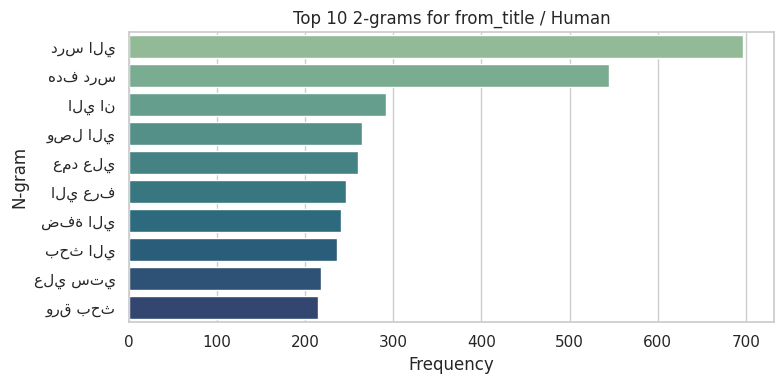 Top 10 2-grams for from_title / Human
N-gram
درس الي
هدف درس
الي ان
وصل الي
عمد علي
الي عرف
ضفة الي
بحث الي
علي ستي
ورق بحث
0 100 200 300 400 500 600 700
Frequency